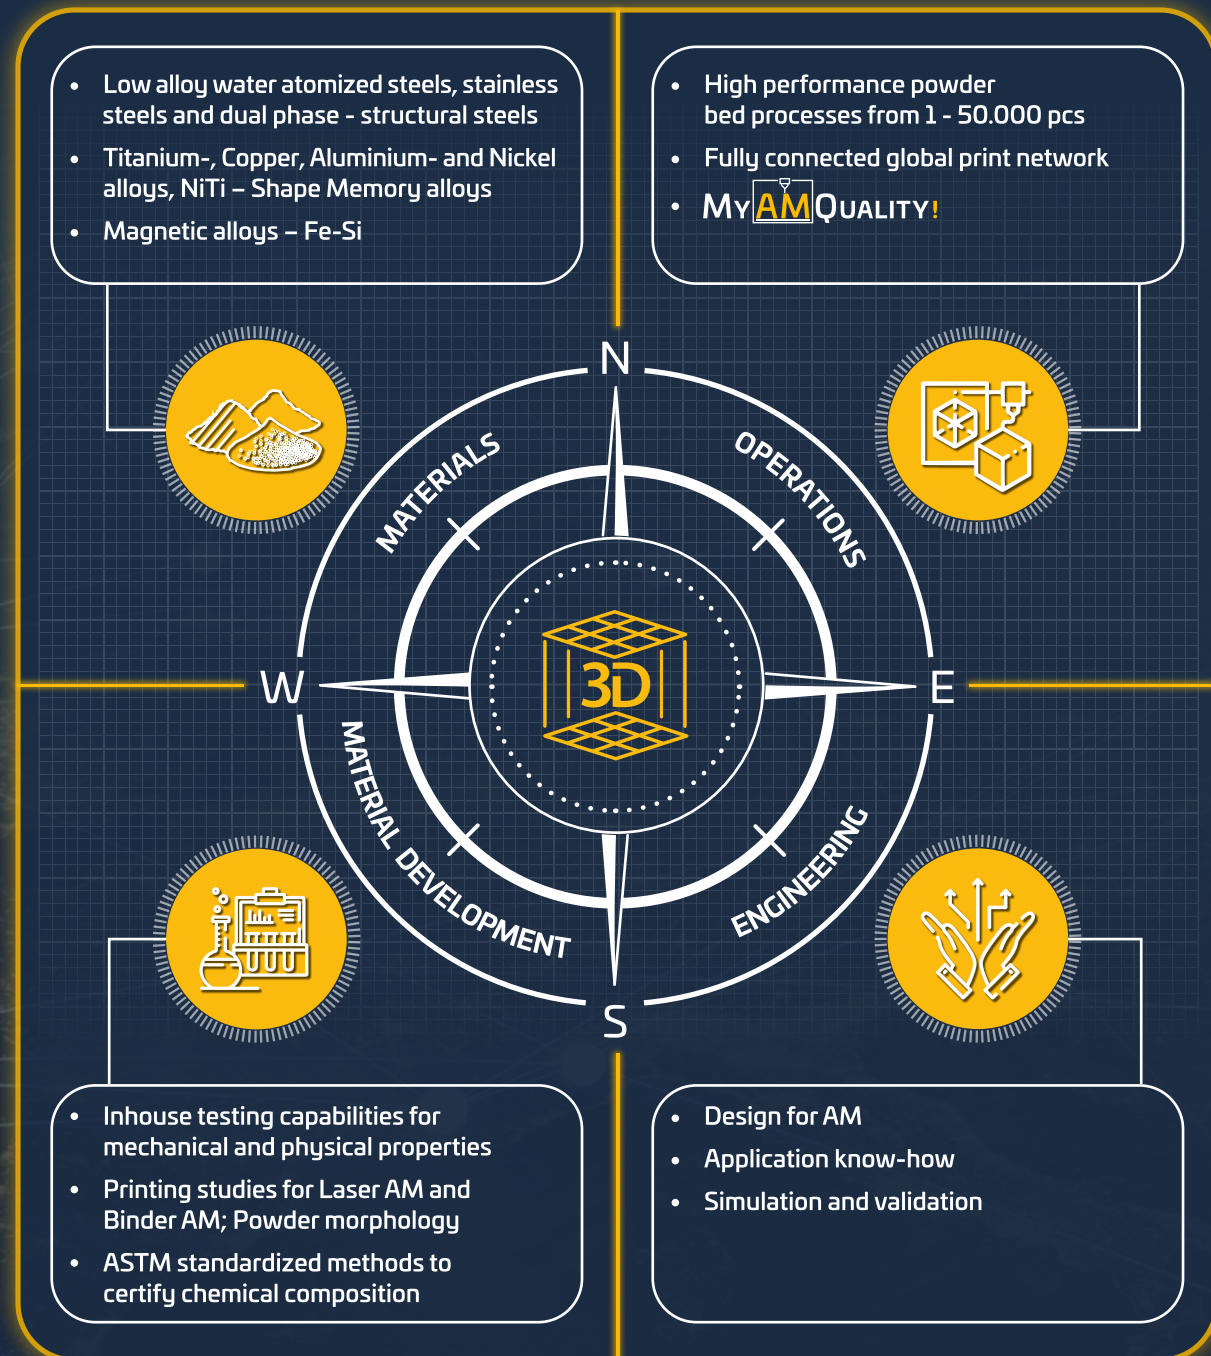 • Low alloy water atomized steels, stainless
steels and dual phase - structural steels
• Titanium-, Copper, Aluminium- and Nickel
alloys, NiTi – Shape Memory alloys
• Magnetic alloys – Fe-Si
• High performance powder
bed processes from 1 - 50.000 pcs
• Fully connected global print network
• MYAMQUALITY!
N
MATERIALS
OPERATIONS
W
3D
E
MATERIAL DEVELOPMENT
ENGINEERING
S
• Inhouse testing capabilities for
mechanical and physical properties
• Printing studies for Laser AM and
Binder AM; Powder morphology
• ASTM standardized methods to
certify chemical composition
• Design for AM
• Application know-how
• Simulation and validation